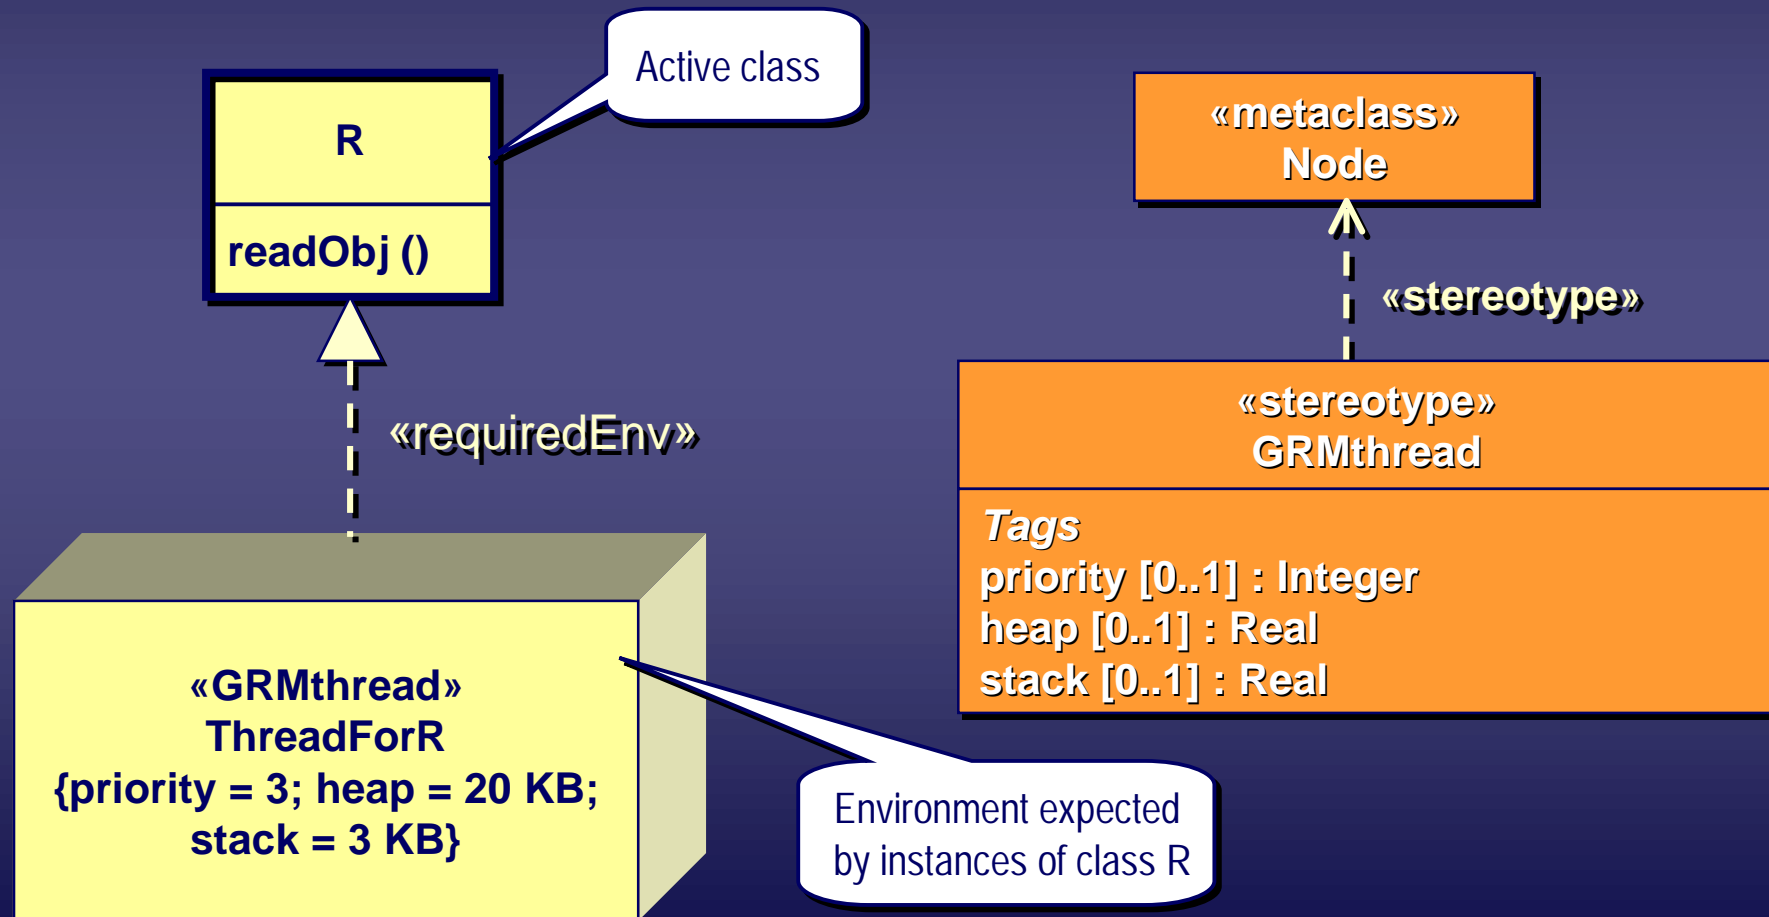 Active class
R
readObj ()
«requiredEnv»
«GRMthread»
ThreadForR
{priority = 3; heap = 20 KB;
stack = 3 KB}
Environment expected
by instances of class R
«metaclass»
Node
«stereotype»
«stereotype»
GRMthread
Tags
priority [0..1] : Integer
heap [0..1] : Real
stack [0..1] : Real